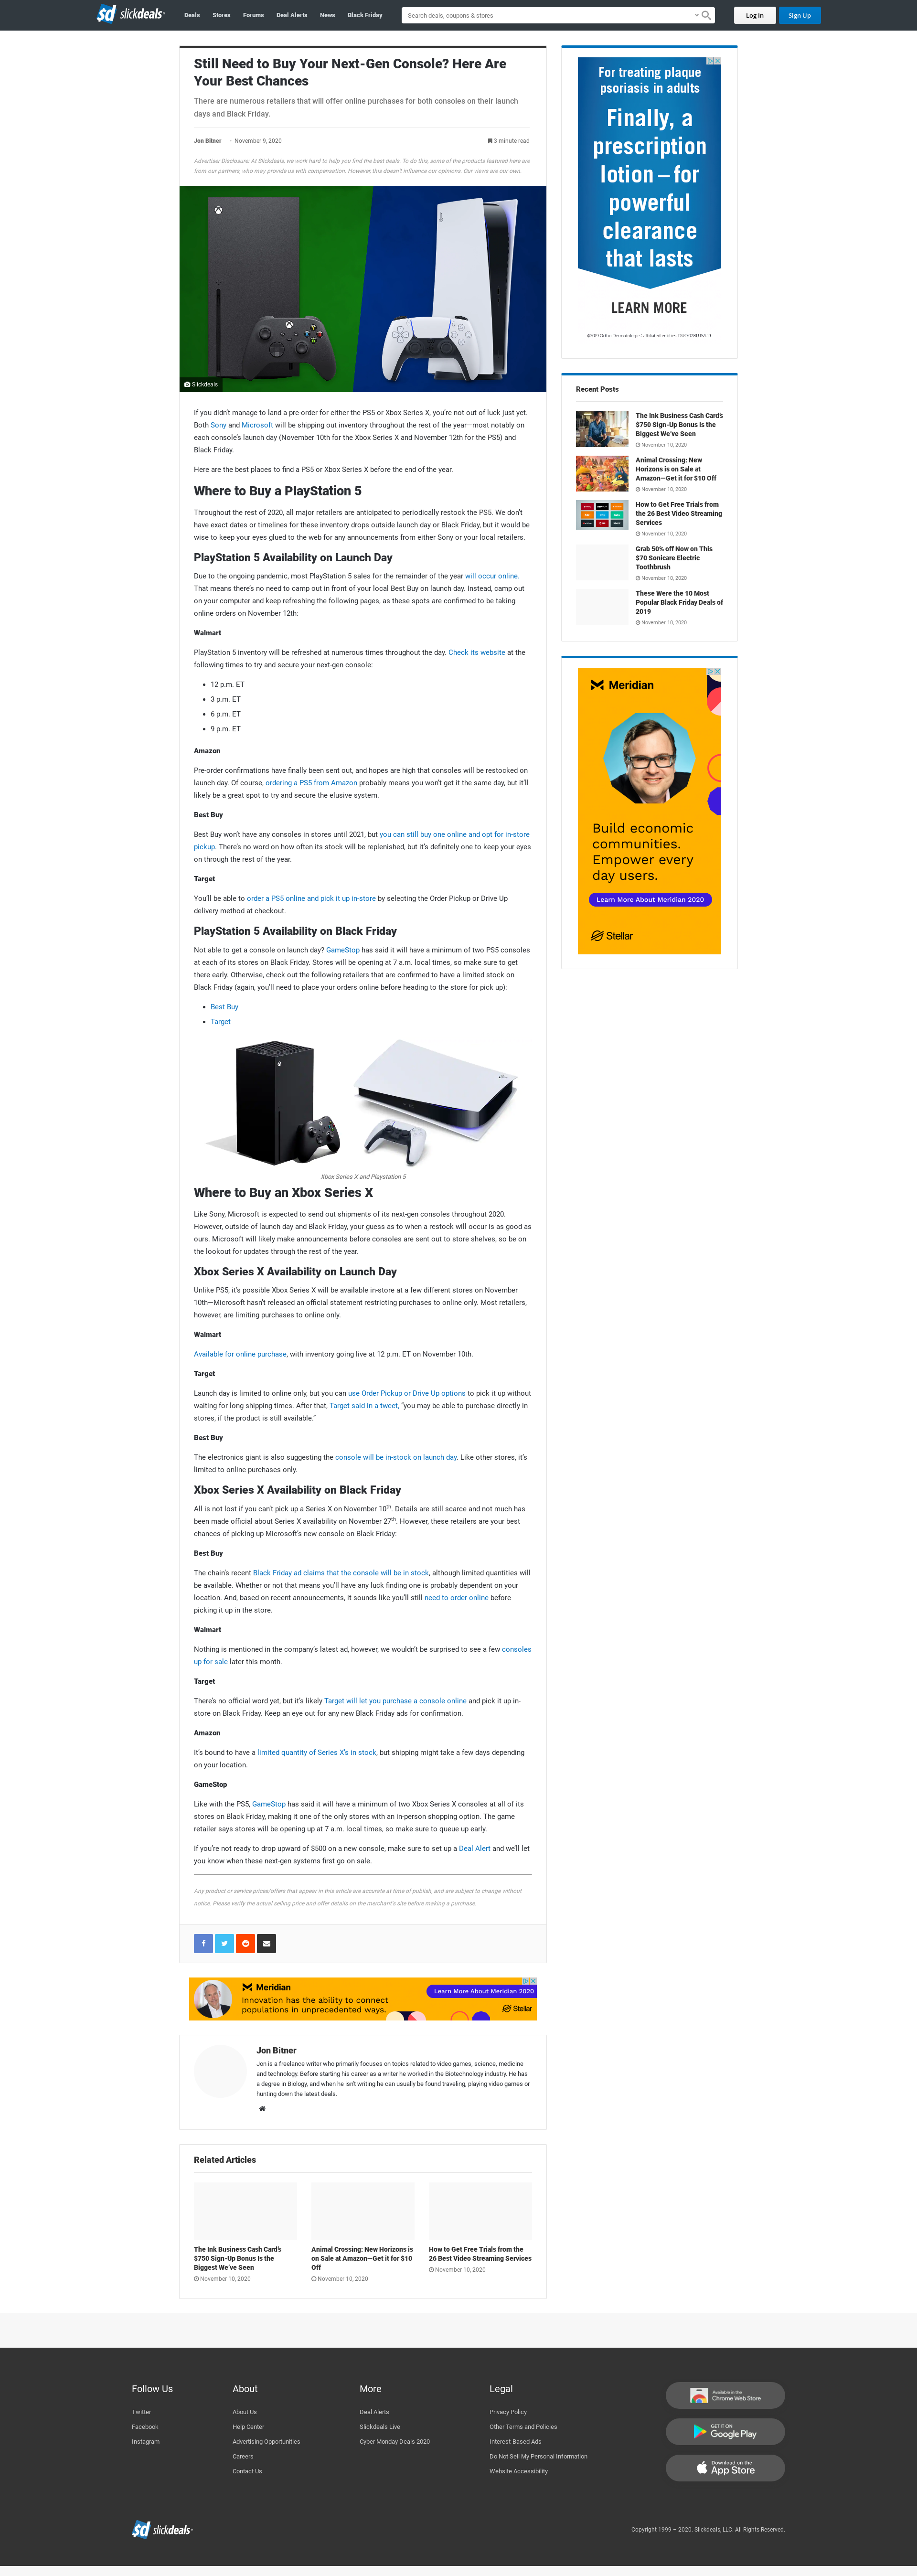 sd slickdeals
Deals Stores Forums Deal Alerts News Black Friday
Search deals, coupons & stores
Log In
Sign Up
Still Need to Buy Your Next-Gen Console? Here Are
Your Best Chances
There are numerous retailers that will offer online purchases for both consoles on their launch
days and Black Friday.
Jon Bitner - November 9, 2020
3 minute read
Advertiser Disclosure: At Slickdeals, we work hard to help you find the best deals. To do this, some of the products featured here are
from our partners, who may provide us with compensation. However, this doesn't influence our opinions. Our views are our own.
Slickdeals
If you didn't manage to land a pre-order for either the PS5 or Xbox Series X, you're not out of luck just yet.
Both Sony and Microsoft will be shipping out inventory throughout the rest of the year—most notably on
each console's launch day (November 10th for the Xbox Series X and November 12th for the PS5) and
Black Friday.
Here are the best places to find a PS5 or Xbox Series X before the end of the year.
Where to Buy a PlayStation 5
Throughout the rest of 2020, all major retailers are anticipated to periodically restock the PS5. We don't
have exact dates or timelines for these inventory drops outside launch day or Black Friday, but it would be
wise to keep your eyes glued to the web for any announcements from either Sony or your local retailers.
PlayStation 5 Availability on Launch Day
Due to the ongoing pandemic, most PlayStation 5 sales for the remainder of the year will occur online.
That means there's no need to camp out in front of your local Best Buy on launch day. Instead, camp out
on your computer and keep refreshing the following pages, as these spots are confirmed to be taking
online orders on November 12th:
Walmart
PlayStation 5 inventory will be refreshed at numerous times throughout the day. Check its website at the
following times to try and secure your next-gen console:
• 12 p.m. ET
• 3 p.m. ET
• 6 p.m. ET
• 9 p.m. ET
Amazon
Pre-order confirmations have finally been sent out, and hopes are high that consoles will be restocked on
launch day. Of course, ordering a PS5 from Amazon probably means you won't get it the same day, but it'll
likely be a great spot to try and secure the elusive system.
Best Buy
Best Buy won't have any consoles in stores until 2021, but you can still buy one online and opt for in-store
pickup. There's no word on how often its stock will be replenished, but it's definitely one to keep your eyes
on through the rest of the year.
Target
You'll be able to order a PS5 online and pick it up in-store by selecting the Order Pickup or Drive Up
delivery method at checkout.
PlayStation 5 Availability on Black Friday
Not able to get a console on launch day? GameStop has said it will have a minimum of two PS5 consoles
at each of its stores on Black Friday. Stores will be opening at 7 a.m. local times, so make sure to get
there early. Otherwise, check out the following retailers that are confirmed to have a limited stock on
Black Friday (again, you'll need to place your orders online before heading to the store for pick up):
• Best Buy
• Target
Xbox Series X and Playstation 5
Where to Buy an Xbox Series X
Like Sony, Microsoft is expected to send out shipments of its next-gen consoles throughout 2020.
However, outside of launch day and Black Friday, your guess as to when a restock will occur is as good as
ours. Microsoft will likely make announcements before consoles are sent out to store shelves, so be on
the lookout for updates through the rest of the year.
Xbox Series X Availability on Launch Day
Unlike PS5, it's possible Xbox Series X will be available in-store at a few different stores on November
10th—Microsoft hasn't released an official statement restricting purchases to online only. Most retailers,
however, are limiting purchases to online only.
Walmart
Available for online purchase, with inventory going live at 12 p.m. ET on November 10th.
Target
Launch day is limited to online only, but you can use Order Pickup or Drive Up options to pick it up without
waiting for long shipping times. After that, Target said in a tweet, "you may be able to purchase directly in
stores, if the product is still available."
Best Buy
The electronics giant is also suggesting the console will be in-stock on launch day. Like other stores, it's
limited to online purchases only.
Xbox Series X Availability on Black Friday
All is not lost if you can't pick up a Series X on November 10th. Details are still scarce and not much has
been made official about Series X availability on November 27th. However, these retailers are your best
chances of picking up Microsoft's new console on Black Friday:
Best Buy
The chain's recent Black Friday ad claims that the console will be in stock, although limited quantities will
be available. Whether or not that means you'll have any luck finding one is probably dependent on your
location. And, based on recent announcements, it sounds like you'll still need to order online before
picking it up in the store.
Walmart
Nothing is mentioned in the company's latest ad, however, we wouldn't be surprised to see a few consoles
up for sale later this month.
Target
There's no official word yet, but it's likely Target will let you purchase a console online and pick it up in-
store on Black Friday. Keep an eye out for any new Black Friday ads for confirmation.
Amazon
It's bound to have a limited quantity of Series X's in stock, but shipping might take a few days depending
on your location.
GameStop
Like with the PS5, GameStop has said it will have a minimum of two Xbox Series X consoles at all of its
stores on Black Friday, making it one of the only stores with an in-person shopping option. The game
retailer says stores will be opening up at 7 a.m. local times, so make sure to queue up early.
If you're not ready to drop upward of $500 on a new console, make sure to set up a Deal Alert and we'll let
you know when these next-gen systems first go on sale.
Any product or service prices/offers that appear in this article are accurate at time of publish, and are subject to change without
notice. Please verify the actual selling price and offer details on the merchant's site before making a purchase.
Meridian
Innovation has the ability to connect
populations in unprecedented ways.
Learn More About Meridian 2020
Stellar
Jon Bitner
Jon is a freelance writer who primarily focuses on topics related to video games, science, medicine
and technology. Before starting his career as a writer he worked in the Biotechnology industry. He has
a degree in Biology, and when he isn't writing he can usually be found traveling, playing video games or
hunting down the latest deals.
Related Articles
The Ink Business Cash Card's
$750 Sign-Up Bonus Is the
Biggest We've Seen
November 10, 2020
Animal Crossing: New Horizons is
on Sale at Amazon—Get it for $10
Off
November 10, 2020
How to Get Free Trials from the
26 Best Video Streaming Services
November 10, 2020
For treating plaque
psoriasis in adults
Finally, a
prescription
lotion – for
powerful
clearance
that lasts
LEARN MORE
©2019 Ortho Dermatologics' affiliated entities. DUO.0281.USA.19
Recent Posts
The Ink Business Cash Card's
$750 Sign-Up Bonus Is the
Biggest We've Seen
November 10, 2020
Animal Crossing: New
Horizons is on Sale at
Amazon—Get it for $10 Off
November 10, 2020
How to Get Free Trials from
the 26 Best Video Streaming
Services
November 10, 2020
Grab 50% off Now on This
$70 Sonicare Electric
Toothbrush
November 10, 2020
These Were the 10 Most
Popular Black Friday Deals of
2019
November 10, 2020
Meridian
Build economic
communities.
Empower every
day users.
Learn More About Meridian 2020
Stellar
Follow Us
Twitter
Facebook
Instagram
About
About Us
Help Center
Advertising Opportunities
Careers
Contact Us
More
Deal Alerts
Slickdeals Live
Cyber Monday Deals 2020
Legal
Privacy Policy
Other Terms and Policies
Interest-Based Ads
Do Not Sell My Personal Information
Website Accessibility
Available in the
Chrome Web Store
GET IT ON
Google Play
Download on the
App Store
sd slickdeals
Copyright 1999 – 2020. Slickdeals, LLC. All Rights Reserved.